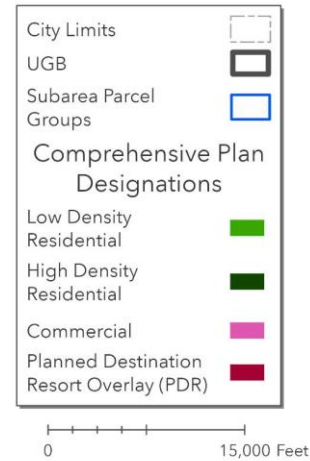 City Limits
UGB
Subarea Parcel
Groups
Comprehensive Plan
Designations
Low Density
Residential
High Density
Residential
Commercial
Planned Destination
Resort Overlay (PDR)
0 15,000 Feet